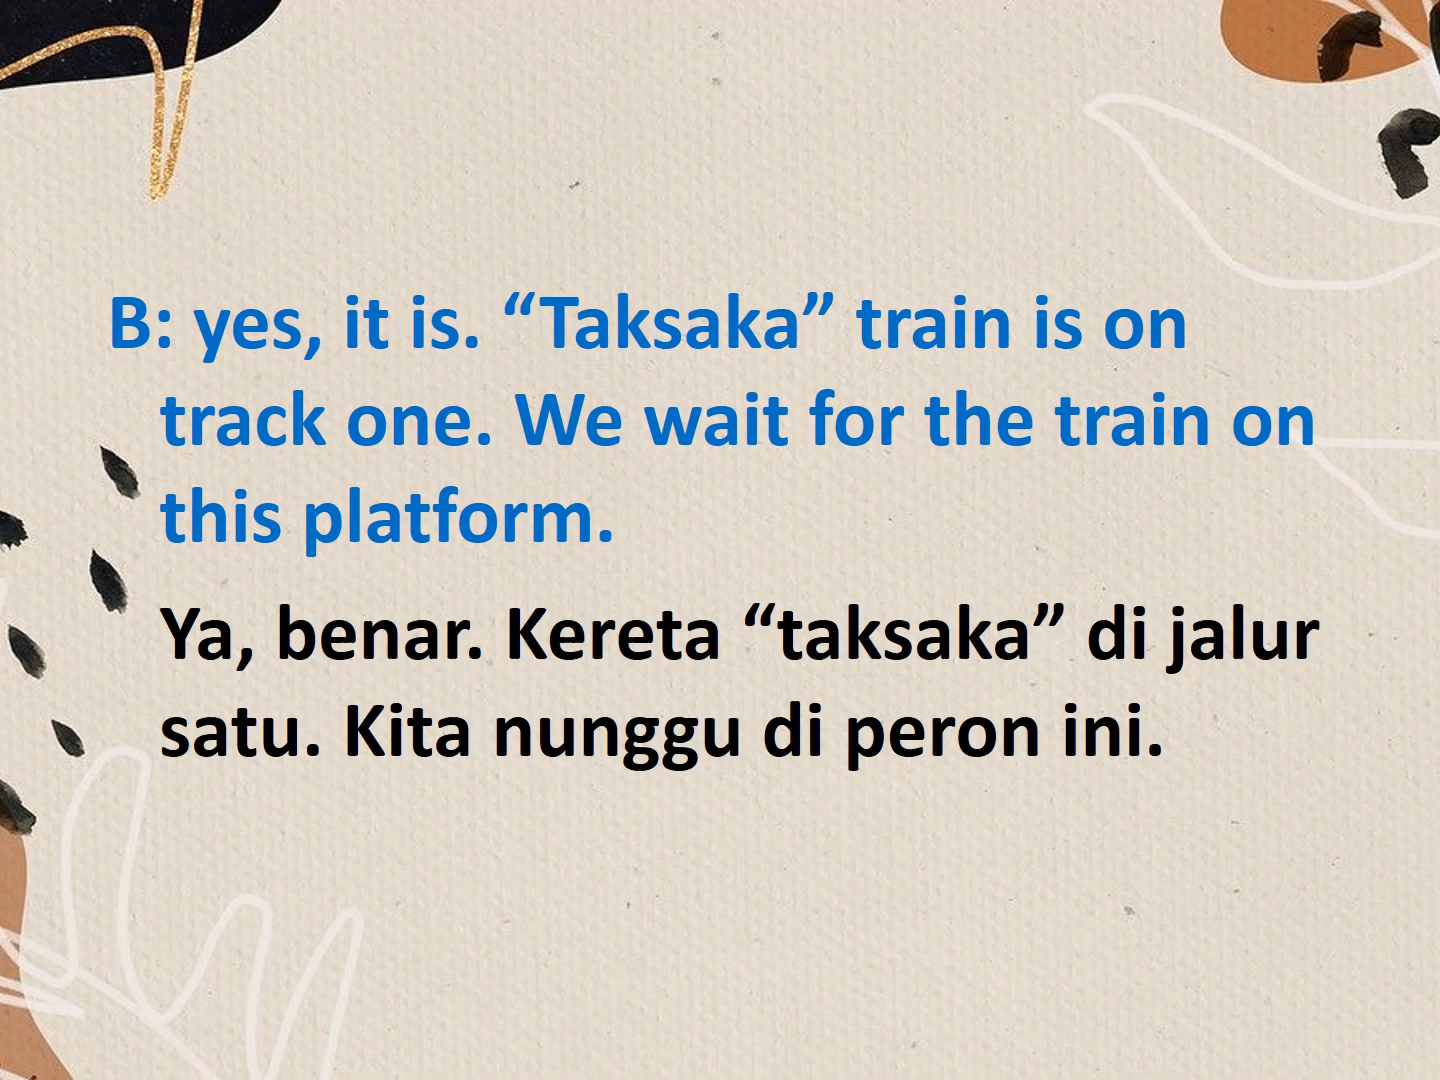 B: yes, it is. “Taksaka” train is on
track one. We wait for the train on
this platform.
Ya, benar. Kereta “taksaka” di jalur
satu. Kita nunggu di peron ini.